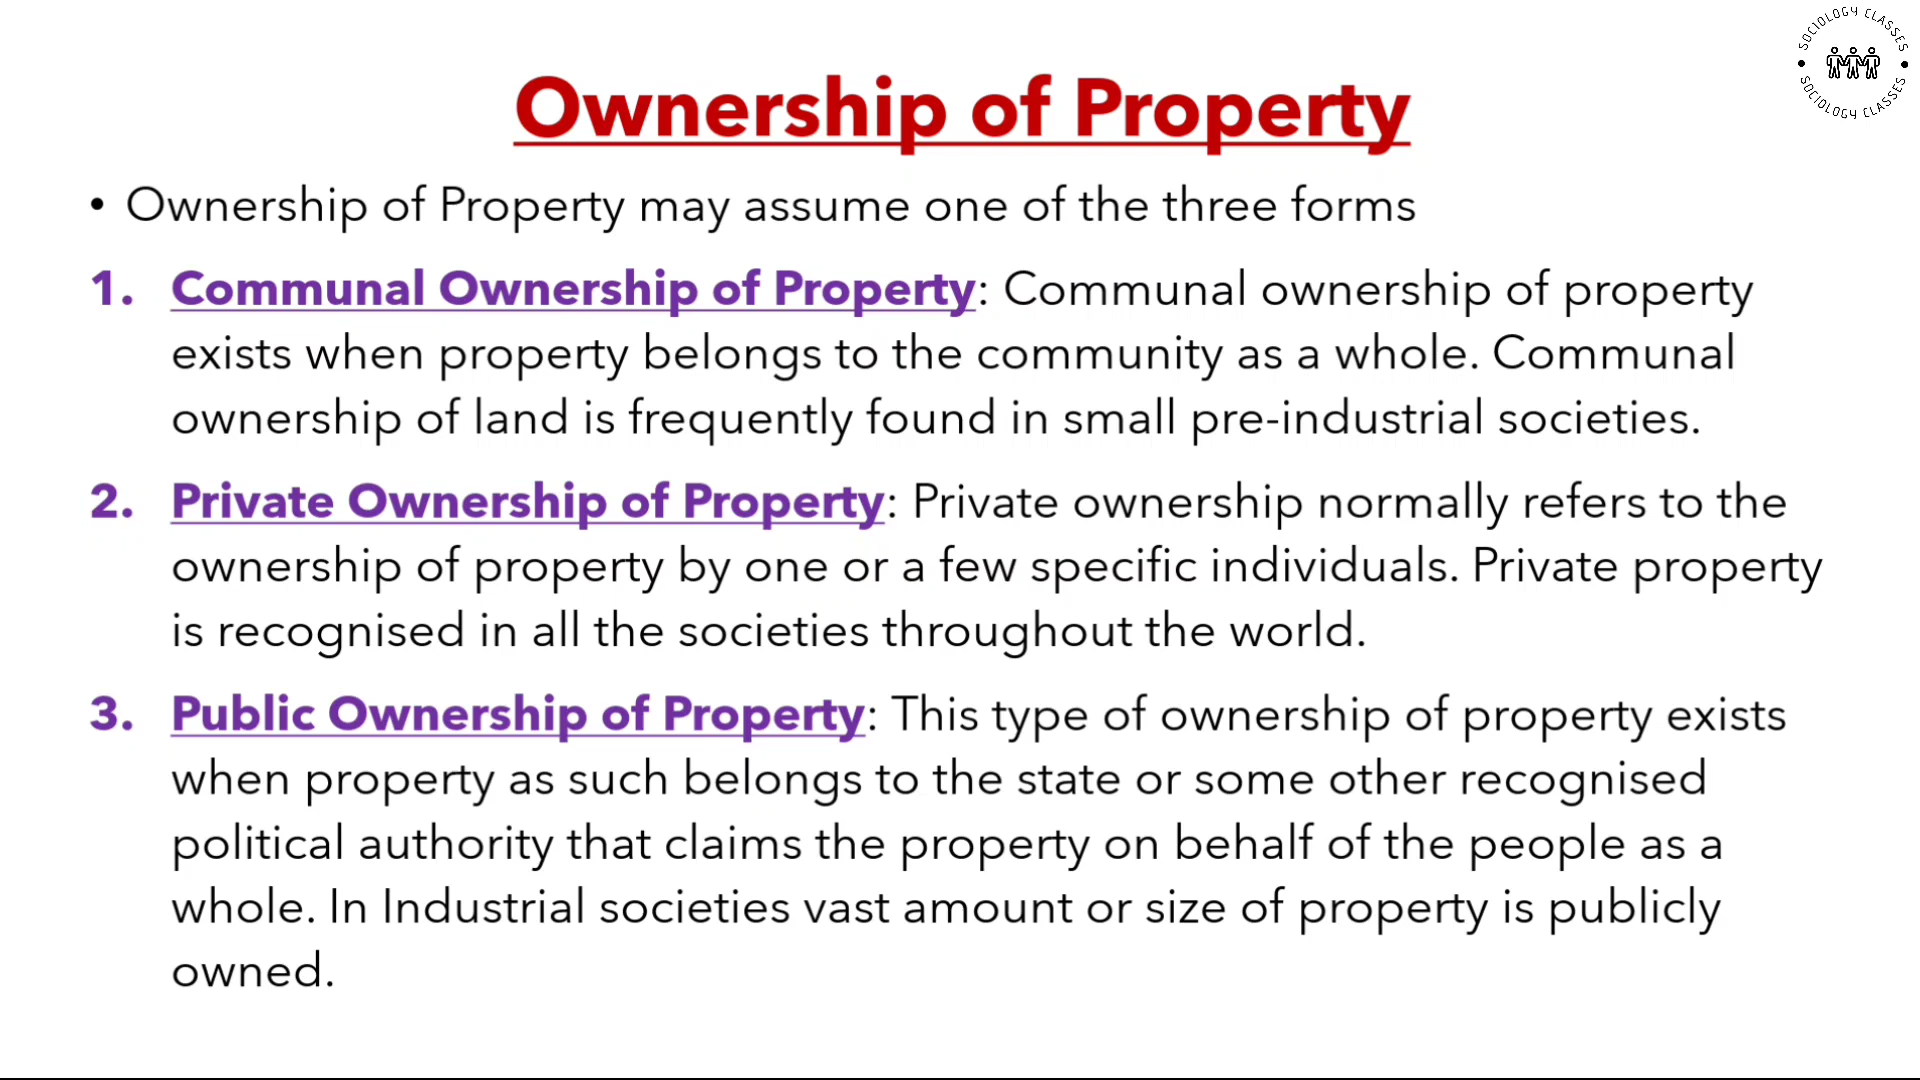 SOCIOLOGY CLASSES
SOCIOLOGY CLASSES
Ownership of Property
• Ownership of Property may assume one of the three forms
1. Communal Ownership of Property: Communal ownership of property
exists when property belongs to the community as a whole. Communal
ownership of land is frequently found in small pre-industrial societies.
2. Private Ownership of Property: Private ownership normally refers to the
ownership of property by one or a few specific individuals. Private property
is recognised in all the societies throughout the world.
3. Public Ownership of Property: This type of ownership of property exists
when property as such belongs to the state or some other recognised
political authority that claims the property on behalf of the people as a
whole. In Industrial societies vast amount or size of property is publicly
owned.